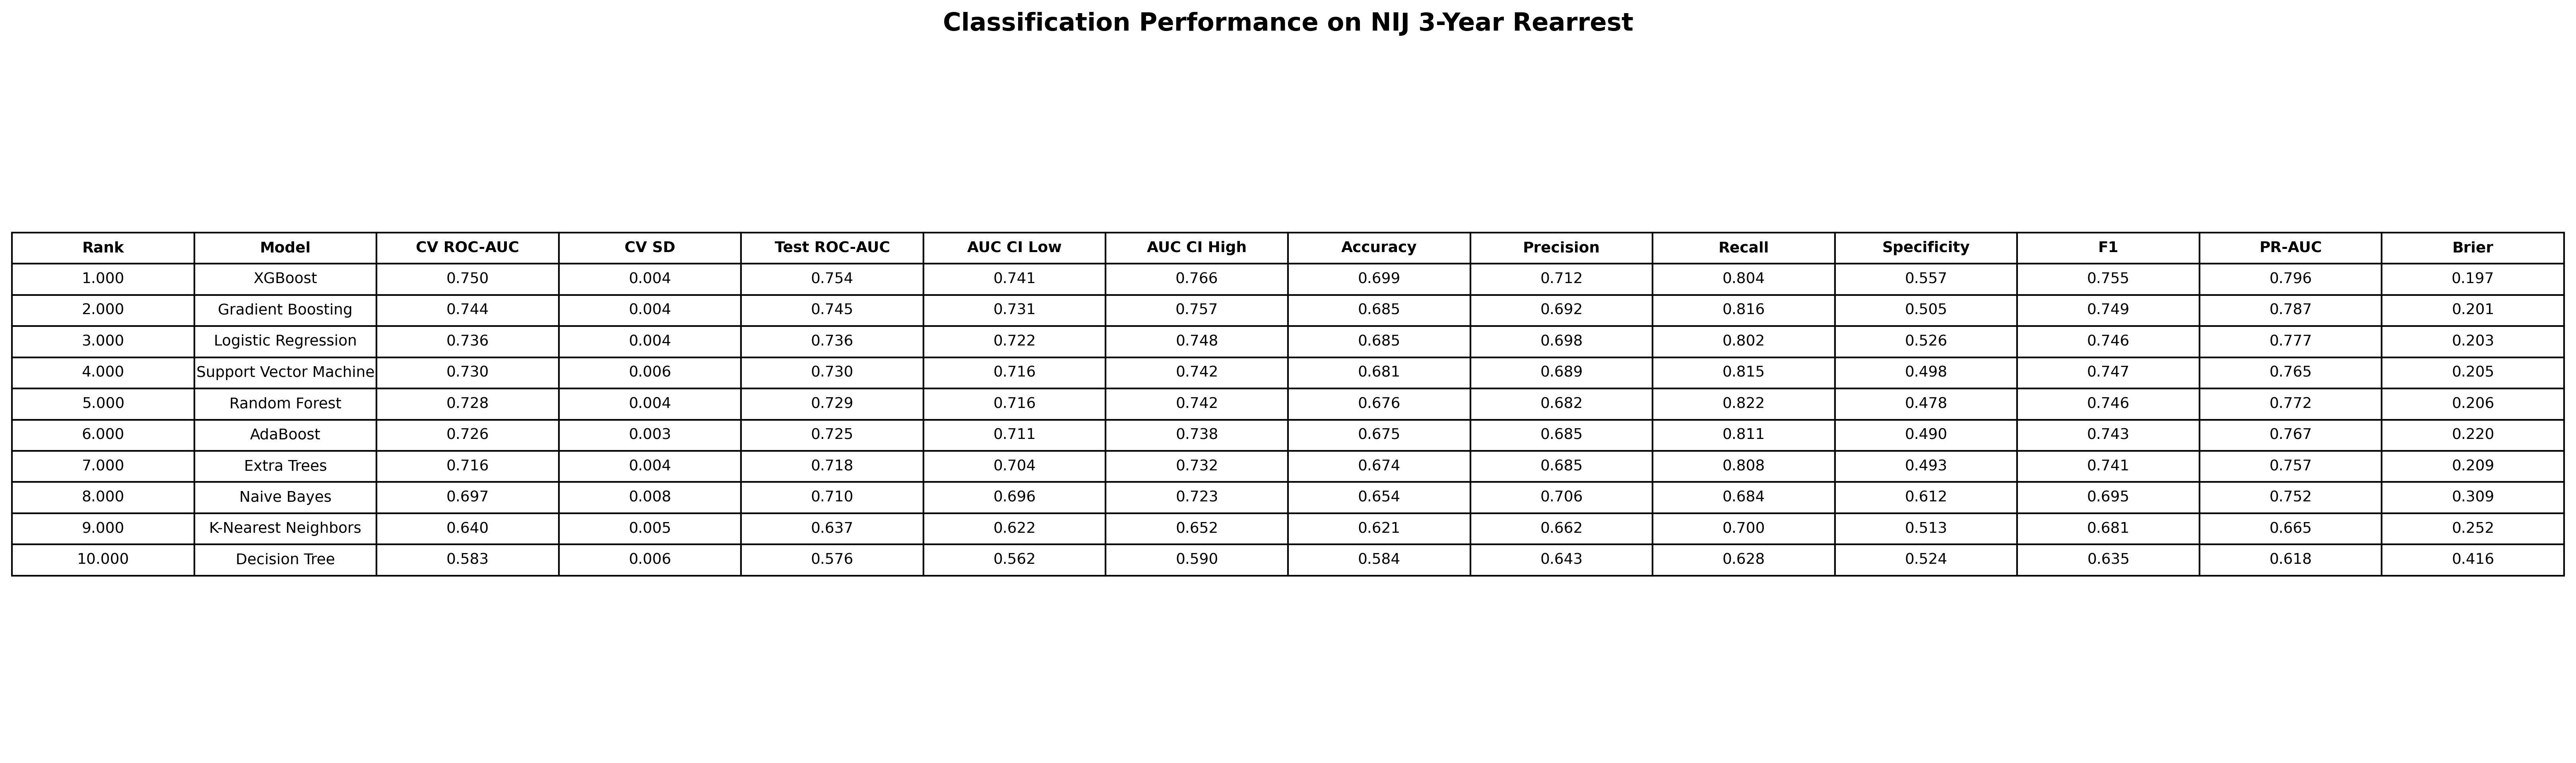 Classification Performance on NIJ 3-Year Rearrest
Rank Model CV ROC-AUC CV SD Test ROC-AUC AUC CI Low AUC CI High Accuracy Precision Recall Specificity F1 PR-AUC Brier
1.000 XGBoost 0.750 0.004 0.754 0.741 0.766 0.699 0.712 0.804 0.557 0.755 0.796 0.197
2.000 Gradient Boosting 0.744 0.004 0.745 0.731 0.757 0.685 0.692 0.816 0.505 0.749 0.787 0.201
3.000 Logistic Regression 0.736 0.004 0.736 0.722 0.748 0.685 0.698 0.802 0.526 0.746 0.777 0.203
4.000 Support Vector Machine 0.730 0.006 0.730 0.716 0.742 0.681 0.689 0.815 0.498 0.747 0.765 0.205
5.000 Random Forest 0.728 0.004 0.729 0.716 0.742 0.676 0.682 0.822 0.478 0.746 0.772 0.206
6.000 AdaBoost 0.726 0.003 0.725 0.711 0.738 0.675 0.685 0.811 0.490 0.743 0.767 0.220
7.000 Extra Trees 0.716 0.004 0.718 0.704 0.732 0.674 0.685 0.808 0.493 0.741 0.757 0.209
8.000 Naive Bayes 0.697 0.008 0.710 0.696 0.723 0.654 0.706 0.684 0.612 0.695 0.752 0.309
9.000 K-Nearest Neighbors 0.640 0.005 0.637 0.622 0.652 0.621 0.662 0.700 0.513 0.681 0.665 0.252
10.000 Decision Tree 0.583 0.006 0.576 0.562 0.590 0.584 0.643 0.628 0.524 0.635 0.618 0.416